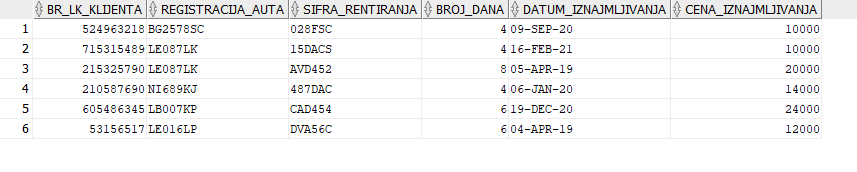 BR_LK_KLIJENTA REGISTRACIJA_AUTA SIFRA_RENTIRANJA BROJ_DANA DATUM_IZNAJMLJIVANJA CENA_IZNAJMLJIVANJA
1 524963218 BG2578SC 028FSC 4 09-SEP-20 10000
2 715315489 LE087LK 15DACS 4 16-FEB-21 10000
3 215325790 LE087LK AVD452 8 05-APR-19 20000
4 210587690 NI689KJ 487DAC 4 06-JAN-20 14000
5 605486345 LB007KP CAD454 6 19-DEC-20 24000
6 53156517 LE016LP DVA56C 6 04-APR-19 12000